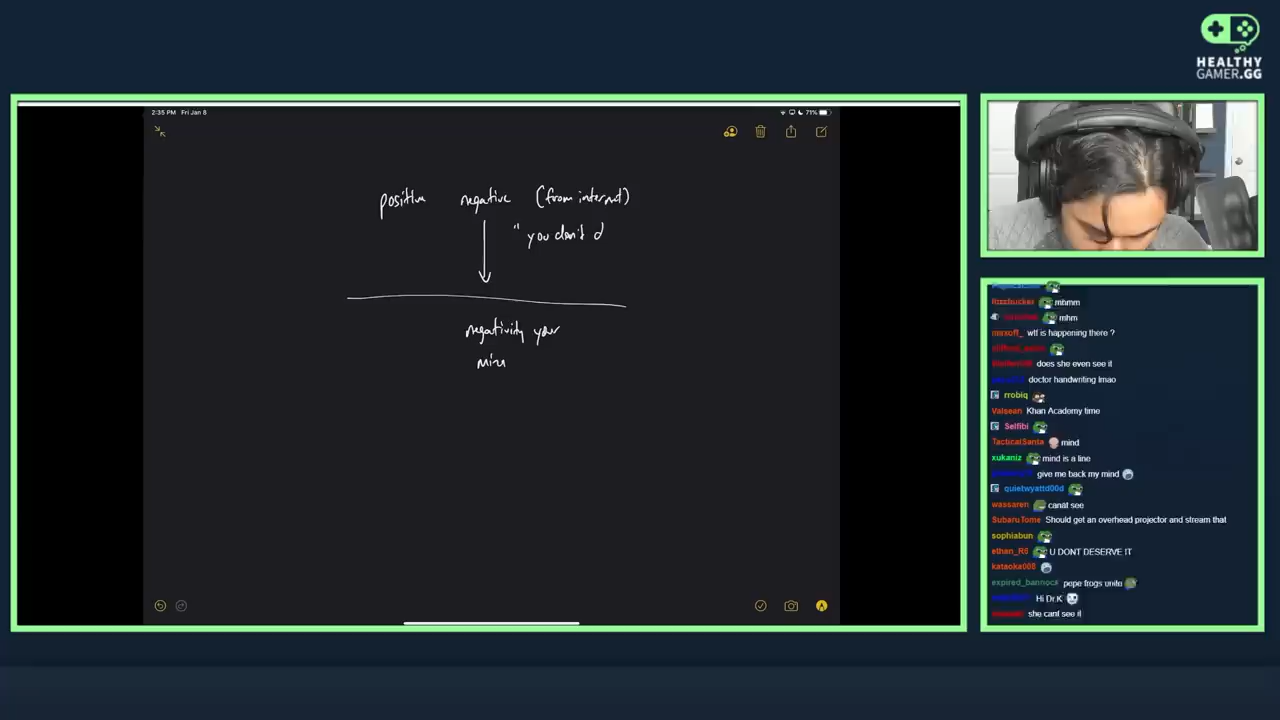 HEALTHY
GAMER.GG
2:35 PM Fri Jan 8
71%
positive negative (from internet)
" you don't d
negativity your
mind
mhmm
mhm
wtf is happening there ?
does she even see it
doctor handwriting lmao
rrobiq
Valsean Khan Academy time
Selfibi
TacticalSanta mind
xukaniz mind is a line
give me back my mind
quietwyattd00d
wassaren canat see
SubaruTome Should get an overhead projector and stream that
sophiabun
ethan_R6 U DONT DESERVE IT
kataoka008
expired_bannock pepe frogs unite
Hi Dr.K
she cant see it